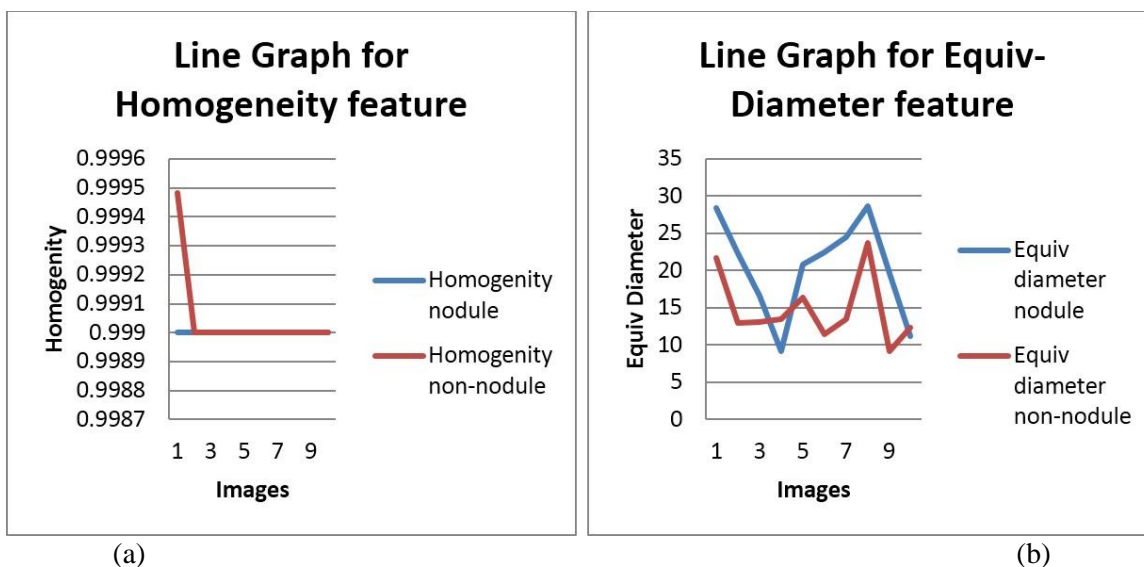 Line Graph for
Homogeneity feature
0.9996
0.9995
0.9994
0.9993
0.9992
0.9991
0.999
0.9989
0.9988
0.9987
Homogenity
1 3 5 7 9
Images
Homogenity
nodule
Homogenity
non-nodule
(a)
Line Graph for Equiv-
Diameter feature
35
30
25
20
15
10
5
0
Equiv Diameter
1 3 5 7 9
Images
Equiv
diameter
nodule
Equiv
diameter
non-nodule
(b)